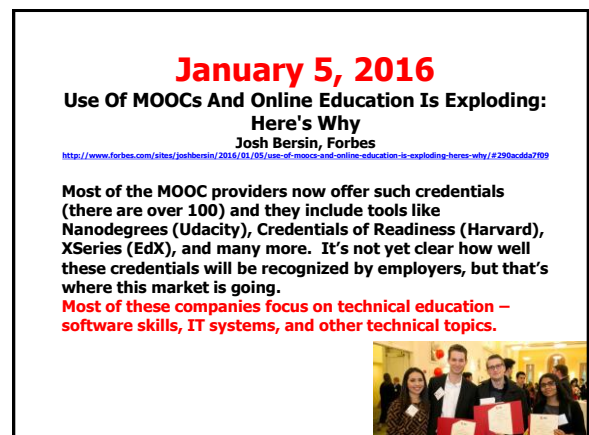 January 5, 2016
Use Of MOOCs And Online Education Is Exploding:
Here's Why
Josh Bersin, Forbes
http://www.forbes.com/sites/joshbersin/2016/01/05/use-of-moocs-and-online-education-is-exploding-heres-why/#290acdda7f09
Most of the MOOC providers now offer such credentials
(there are over 100) and they include tools like
Nanodegrees (Udacity), Credentials of Readiness (Harvard),
XSeries (EdX), and many more.  It’s not yet clear how well
these credentials will be recognized by employers, but that’s
where this market is going.
Most of these companies focus on technical education –
software skills, IT systems, and other technical topics.